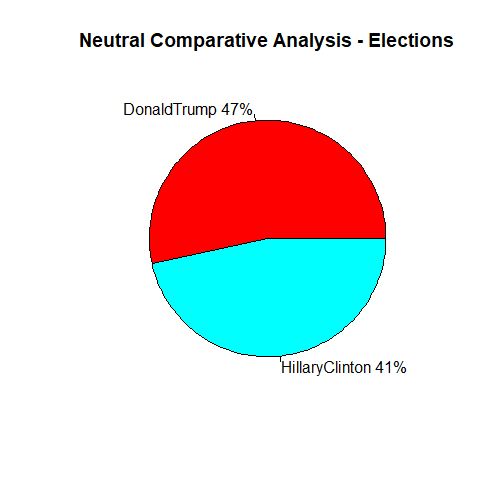 Neutral Comparative Analysis - Elections
DonaldTrump 47%
HillaryClinton 41%